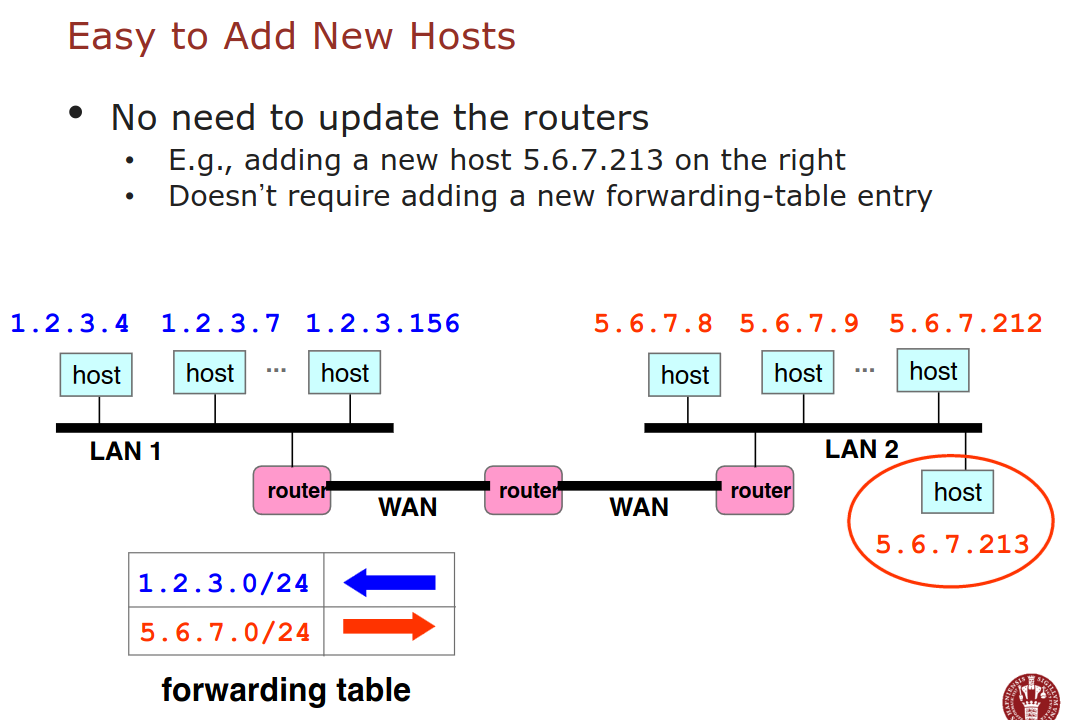 Easy to Add New Hosts
• No need to update the routers
• E.g., adding a new host 5.6.7.213 on the right
• Doesn’t require adding a new forwarding-table entry
1.2.3.4 1.2.3.7 1.2.3.156 5.6.7.8 5.6.7.9 5.6.7.212
host host ... host host host ... host
LAN 1 LAN 2
router WAN router WAN router host
5.6.7.213
1.2.3.0/24
5.6.7.0/24
forwarding table